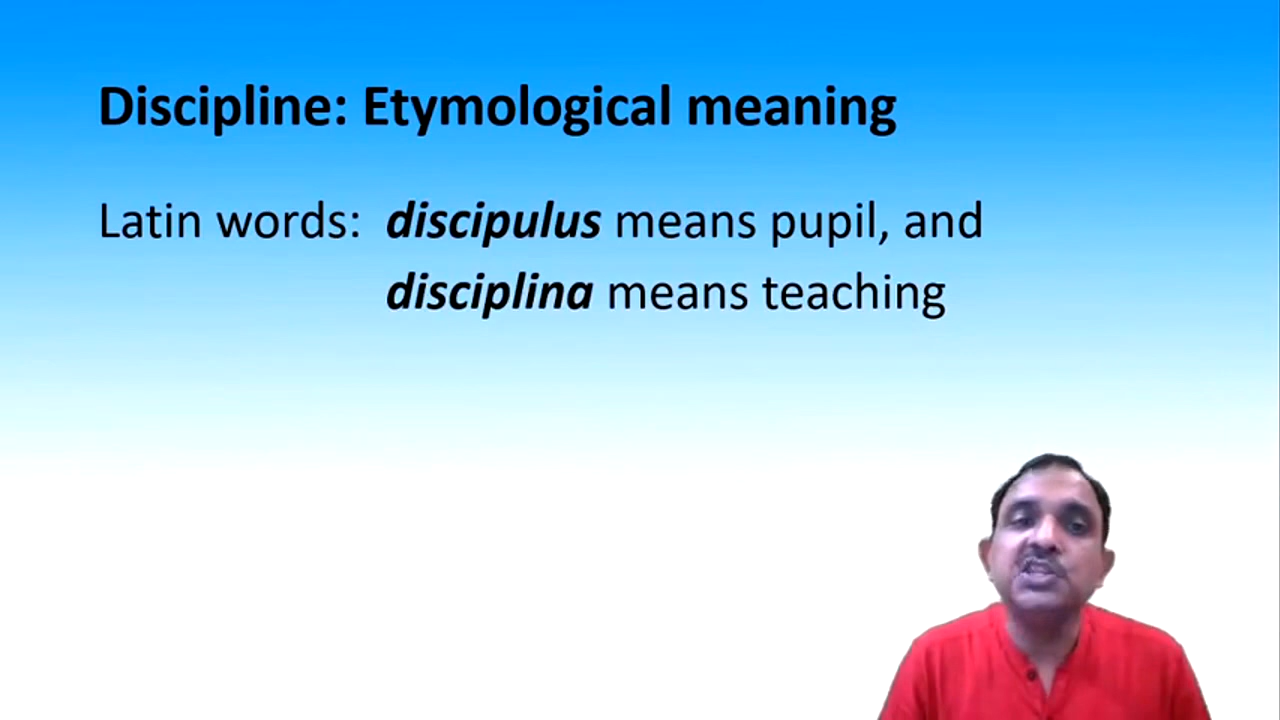 Discipline: Etymological meaning
Latin words: discipulus means pupil, and
disciplina means teaching